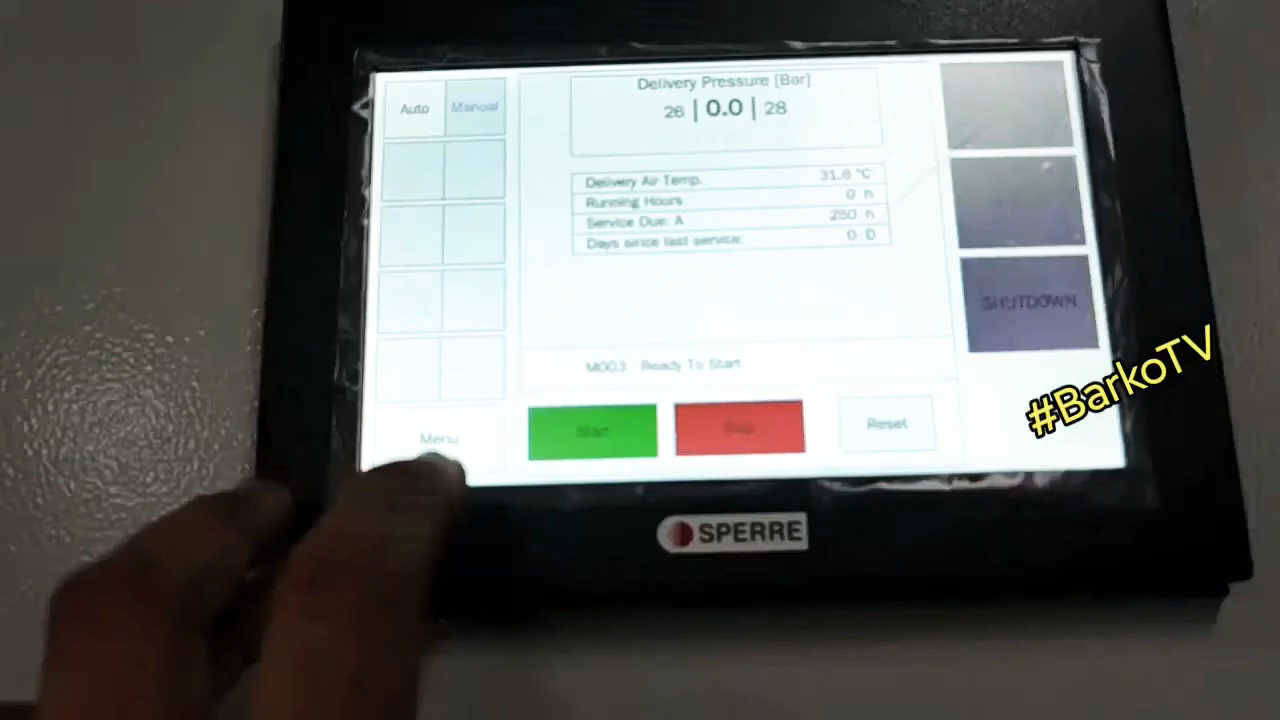 Auto Manual
Delivery Pressure [Bar]
26 | 0.0 | 28
Delivery Air Temp. 31.6 °C
Running Hours 0 h
Service Due: A 250 h
Days since last service: 0 D
SHUTDOWN
M003 Ready To Start
Start Stop Reset
Menu
SPERRE
#BarkoTV